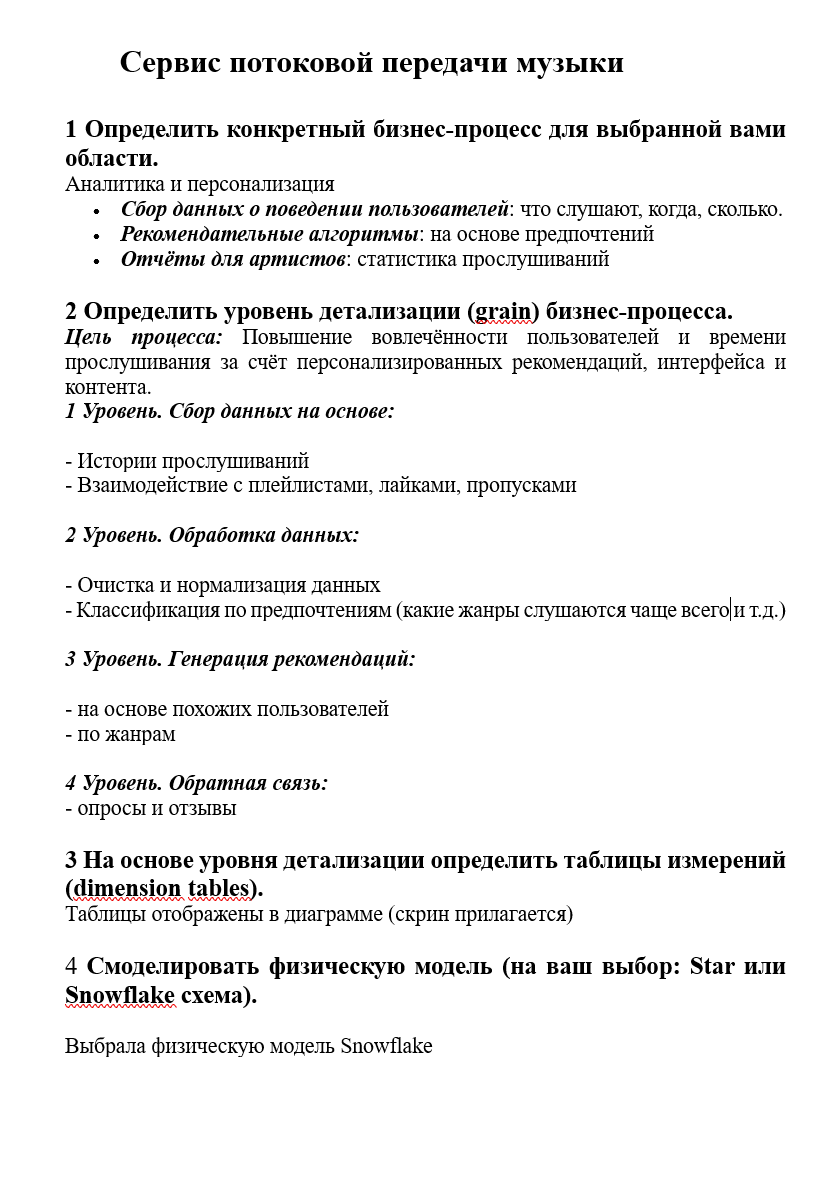 Сервис потоковой передачи музыки
1 Определить конкретный бизнес-процесс для выбранной вами
области.
Аналитика и персонализация
• Сбор данных о поведении пользователей: что слушают, когда, сколько.
• Рекомендательные алгоритмы: на основе предпочтений
• Отчёты для артистов: статистика прослушиваний
2 Определить уровень детализации (grain) бизнес-процесса.
Цель процесса: Повышение вовлечённости пользователей и времени
прослушивания за счёт персонализированных рекомендаций, интерфейса и
контента.
1 Уровень. Сбор данных на основе:
- Истории прослушиваний
- Взаимодействие с плейлистами, лайками, пропусками
2 Уровень. Обработка данных:
- Очистка и нормализация данных
- Классификация по предпочтениям (какие жанры слушаются чаще всего и т.д.)
3 Уровень. Генерация рекомендаций:
- на основе похожих пользователей
- по жанрам
4 Уровень. Обратная связь:
- опросы и отзывы
3 На основе уровня детализации определить таблицы измерений
(dimension tables).
Таблицы отображены в диаграмме (скрин прилагается)
4 Смоделировать физическую модель (на ваш выбор: Star или
Snowflake схема).
Выбрала физическую модель Snowflake